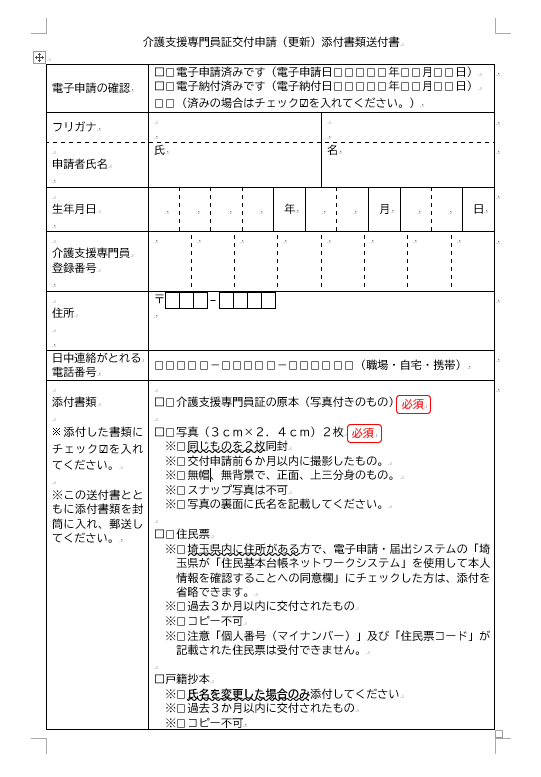 介護支援専門員証交付申請（更新）添付書類送付書
電子申請の確認
□□電子申請済みです（電子申請日□□□□□年□□月□□日）
□□電子納付済みです（電子納付日□□□□□年□□月□□日）
□□（済みの場合はチェック☑を入れてください。）
フリガナ
申請者氏名
氏
名
生年月日
年
月
日
介護支援専門員
登録番号
住所
〒
－
日中連絡がとれる
電話番号
□□□□□－□□□□□－□□□□□□（職場・自宅・携帯）
添付書類
※添付した書類に
チェック☑を入れ
てください。
※この送付書とと
もに添付書類を封
筒に入れ、郵送し
てください。
□□介護支援専門員証の原本（写真付きのもの）
必須
□□写真（３ｃｍ×２．４ｃｍ）２枚
必須
※□同じものを２枚同封
※□交付申請前６か月以内に撮影したもの。
※□無帽、無背景で、正面、上三分身のもの。
※□スナップ写真は不可
※□写真の裏面に氏名を記載してください。
□□住民票
※□埼玉県内に住所がある方で、電子申請・届出システムの「埼
玉県が「住民基本台帳ネットワークシステム」を使用して本人
情報を確認することへの同意欄」にチェックした方は、添付を
省略できます。
※□過去３か月以内に交付されたもの
※□コピー不可
※□注意「個人番号（マイナンバー）」及び「住民票コード」が
記載された住民票は受付できません。
□戸籍抄本
※□氏名を変更した場合のみ添付してください
※□過去３か月以内に交付されたもの
※□コピー不可